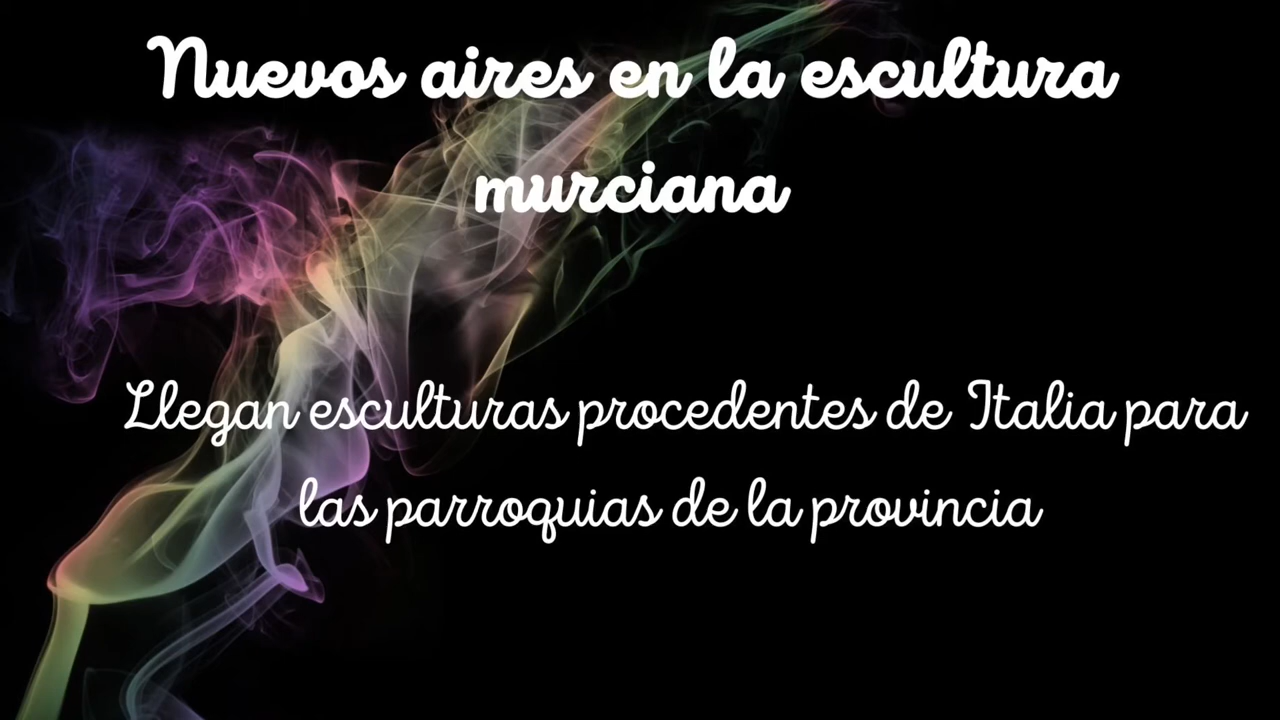 Nuevos aires en la escultura
murciana
Llegan esculturas procedentes de Italia para
las parroquias de la provincia